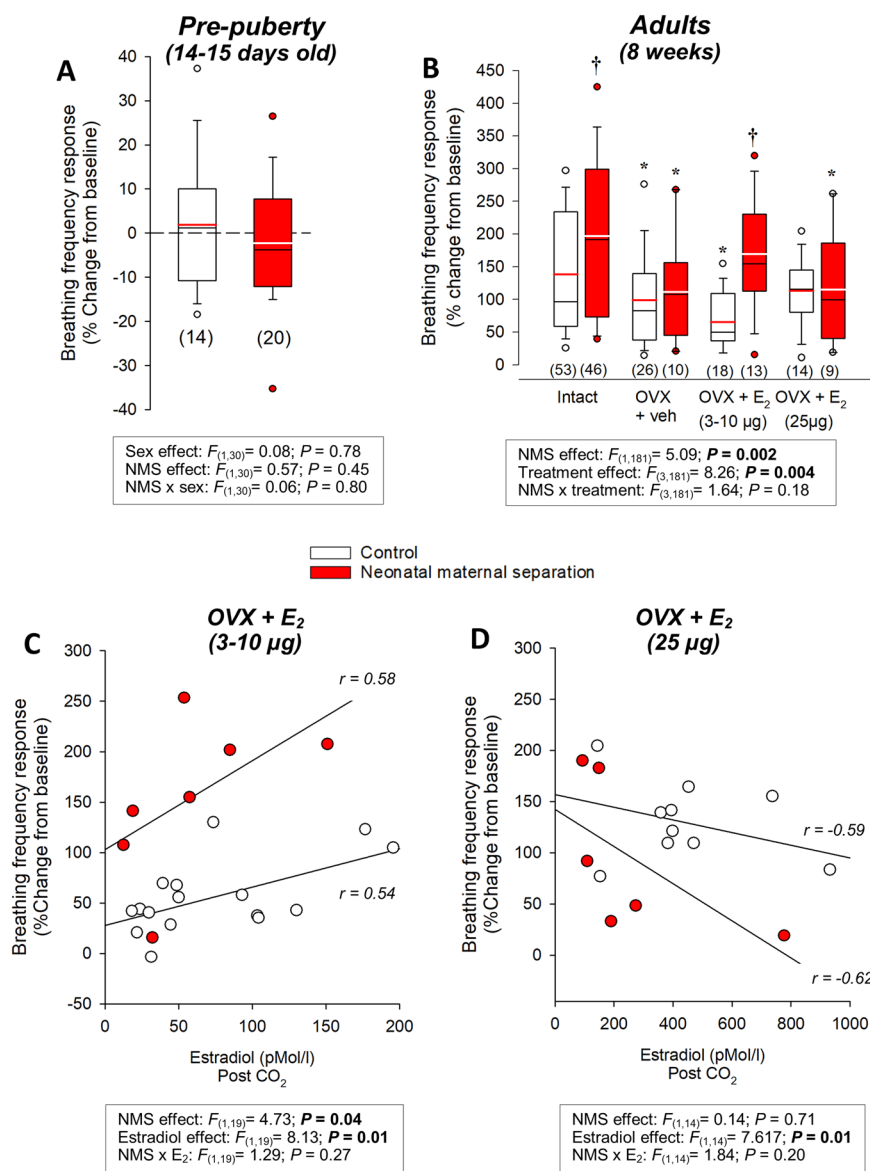 Pre-puberty
(14-15 days old)
A
Breathing frequency response
(% Change from baseline)
40
30
20
10
0
-10
-20
-30
-40
(14)
(20)
Sex effect: F(1,30)= 0.08; P = 0.78
NMS effect: F(1,30)= 0.57; P = 0.45
NMS x sex: F(1,30)= 0.06; P = 0.80
Adults
(8 weeks)
B
Breathing frequency response
(% change from baseline)
450
400
350
300
250
200
150
100
50
0
†
*
*
*
†
*
(53) (46) (26) (10) (18) (13) (14) (9)
Intact
OVX
+ veh
OVX + E2
(3-10 µg)
OVX + E2
(25µg)
NMS effect: F(1,181) = 5.09; P = 0.002
Treatment effect: F(3,181)= 8.26; P = 0.004
NMS x treatment: F(3,181)= 1.64; P = 0.18
Control
Neonatal maternal separation
C
OVX + E2
(3-10 µg)
Breathing frequency response
(%Change from baseline)
300
250
200
150
100
50
0
-50
r = 0.58
r = 0.54
0 50 100 150 200
Estradiol (pMol/l)
Post CO2
NMS effect: F(1,19)= 4.73; P = 0.04
Estradiol effect: F(1,19)= 8.13; P = 0.01
NMS x E2: F(1,19)= 1.29; P = 0.27
D
OVX + E2
(25 µg)
Breathing frequency response
(%Change from baseline)
300
250
200
150
100
50
0
r = -0.59
r = -0.62
0 200 400 600 800 1000
Estradiol (pMol/l)
Post CO2
NMS effect: F(1,14)= 0.14; P = 0.71
Estradiol effect: F(1,14)= 7.617; P = 0.01
NMS x E2: F(1,14)= 1.84; P = 0.20